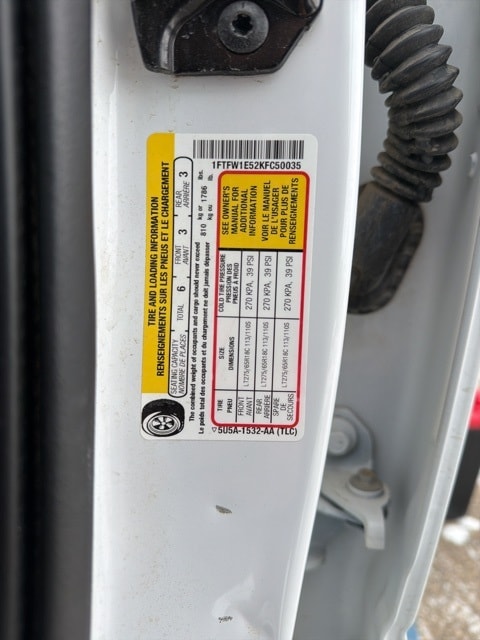 TIRE AND LOADING INFORMATION
RENSEIGNEMENTS SUR LES PNEUS ET LE CHARGEMENT
SEATING CAPACITY
NOMBRE DE PLACES
TOTAL 6
FRONT
AVANT 3
REAR
ARRIÈRE 3
The combined weight of occupants and cargo should never exceed 810 kg or 1786 lbs.
Le poids total des occupants et du chargement ne doit jamais dépasser 810 kg ou 1786 lb.
TIRE SIZE COLD TIRE PRESSURE
PNEU DIMENSIONS PRESSION DES PNEUS À FROID
FRONT
AVANT LT275/65R18C 113/110S 270 KPA, 39 PSI
REAR
ARRIÈRE LT275/65R18C 113/110S 270 KPA, 39 PSI
SPARE
DE
SECOURS LT275/65R18C 113/110S 270 KPA, 39 PSI
SEE OWNER'S
MANUAL FOR
ADDITIONAL
INFORMATION
VOIR LE MANUEL
DE L'USAGER
POUR PLUS DE
RENSEIGNEMENTS
1FTFW1E52KFC50035
5U5A-1532-AA (TLC)